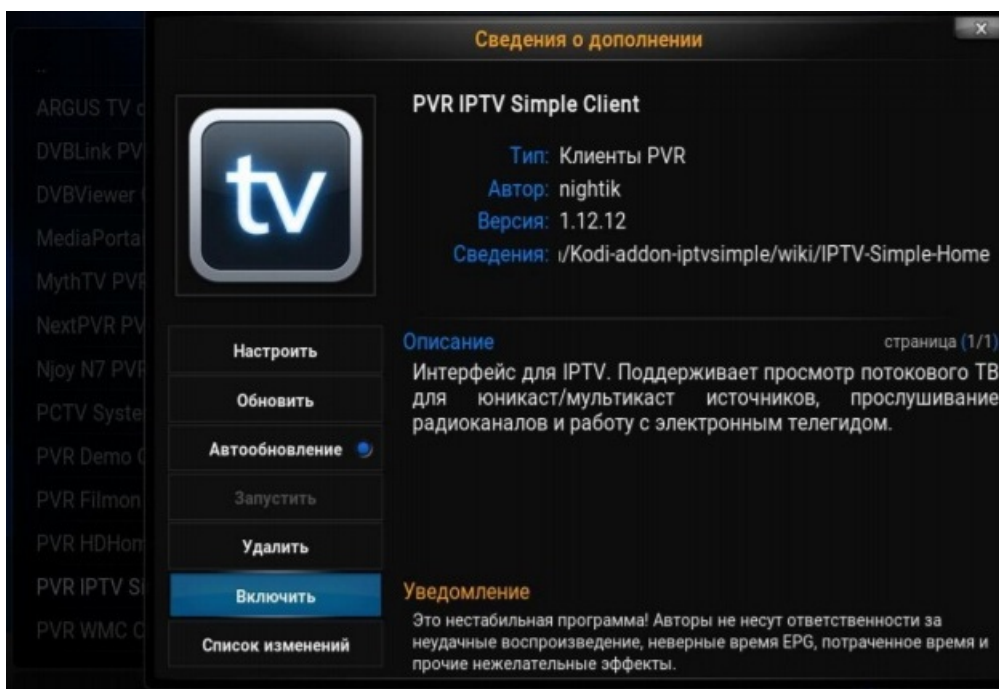 Сведения о дополнении
x
..
ARGUS TV
DVBLink PV
DVBViewer
MediaPorta
MythTV PVR
NextPVR PV
Njoy N7 PVR
PCTV Syste
PVR Demo
PVR Filmon
PVR HDHom
PVR IPTV Si
PVR WMC C
tv
PVR IPTV Simple Client
Тип: Клиенты PVR
Автор: nightik
Версия: 1.12.12
Сведения: /Kodi-addon-iptvsimple/wiki/IPTV-Simple-Home
Настроить
Обновить
Автообновление
Запустить
Удалить
Включить
Список изменений
Описание
страница (1/1)
Интерфейс для IPTV. Поддерживает просмотр потокового ТВ
для юникаст/мультикаст источников, прослушивание
радиоканалов и работу с электронным телегидом.
Уведомление
Это нестабильная программа! Авторы не несут ответственности за
неудачные воспроизведение, неверные время EPG, потраченное время и
прочие нежелательные эффекты.